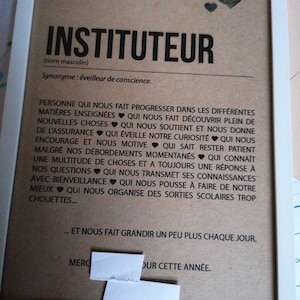 INSTITUTEUR
(nom masculin)
Synonyme : éveilleur de conscience.
PERSONNE QUI NOUS FAIT PROGRESSER DANS LES DIFFÉRENTES
MATIÈRES ENSEIGNÉES ♥ QUI NOUS FAIT DÉCOUVRIR PLEIN DE
NOUVELLES CHOSES ♥ QUI NOUS SOUTIENT ET NOUS DONNE
DE L'ASSURANCE ♥ QUI ÉVEILLE NOTRE CURIOSITÉ ♥ QUI NOUS
ENCOURAGE ET NOUS MOTIVE ♥ QUI SAIT RESTER PATIENT
MALGRÉ NOS DÉBORDEMENTS MOMENTANÉS ♥ QUI CONNAÎT
UNE MULTITUDE DE CHOSES ET A TOUJOURS UNE RÉPONSE À
NOS QUESTIONS ♥ QUI NOUS TRANSMET SES CONNAISSANCES
AVEC BIENVEILLANCE ♥ QUI NOUS POUSSE À FAIRE DE NOTRE
MIEUX ♥ QUI NOUS ORGANISE DES SORTIES SCOLAIRES TROP
CHOUETTES...
... ET NOUS FAIT GRANDIR UN PEU PLUS CHAQUE JOUR.
CETTE ANNÉE.